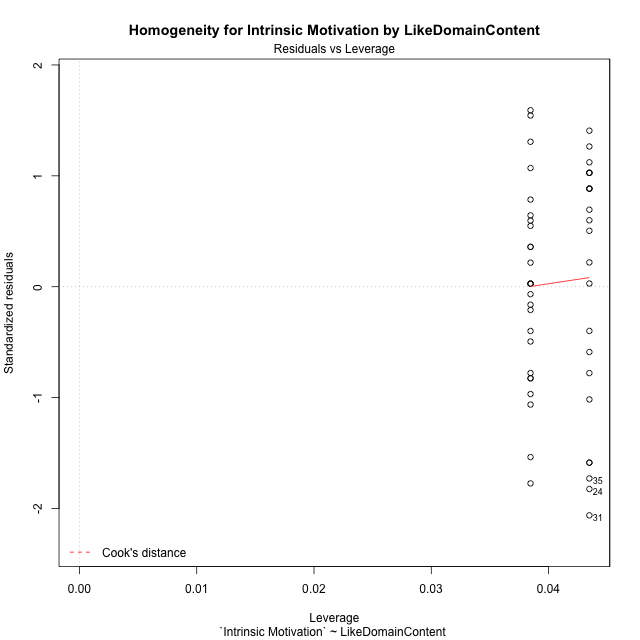 Homogeneity for Intrinsic Motivation by LikeDomainContent
Residuals vs Leverage
2
1
0
-1
-2
Standardized residuals
35
24
31
Cook's distance
0.00 0.01 0.02 0.03 0.04
Leverage
`Intrinsic Motivation` ~ LikeDomainContent